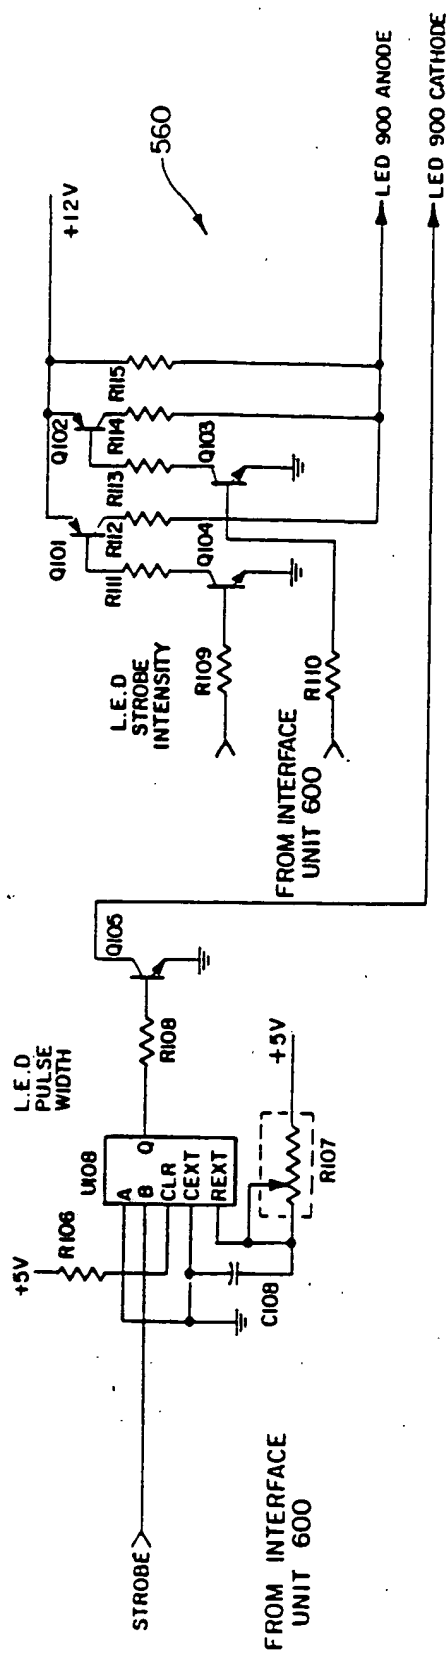 STROBE
FROM INTERFACE
UNIT 600
+5V
R106
L.E.D
PULSE
WIDTH
U108
A
B
CLR
CEXT
REXT
Q
C108
R107
+5V
R108
Q105
L.E.D
STROBE
INTENSITY
FROM INTERFACE
UNIT 600
R109
R110
Q101
R111
R112
Q104
Q102
R113
R114
Q103
R115
+12V
560
LED 900 ANODE
LED 900 CATHODE